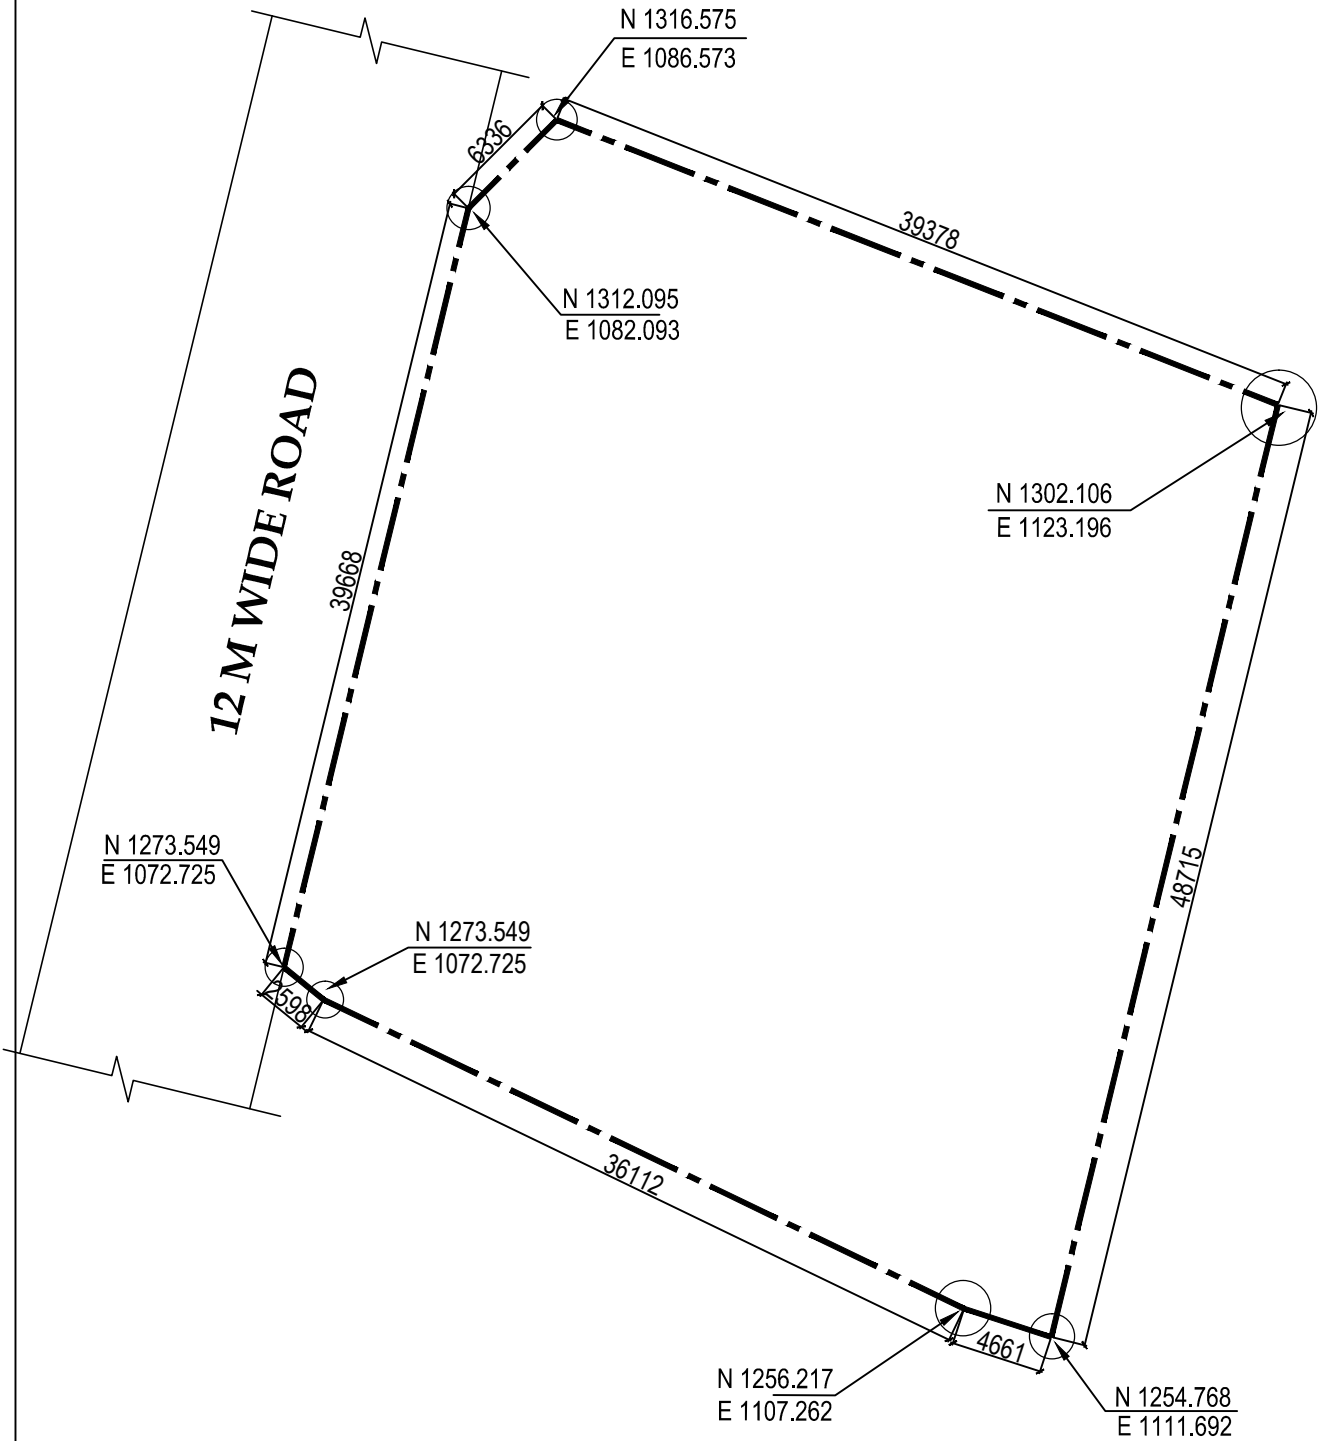 N 1316.575
E 1086.573
6336
39378
N 1312.095
E 1082.093
12 M WIDE ROAD
39668
N 1302.106
E 1123.196
N 1273.549
E 1072.725
48715
N 1273.549
E 1072.725
2598
36112
4661
N 1256.217
E 1107.262
N 1254.768
E 1111.692